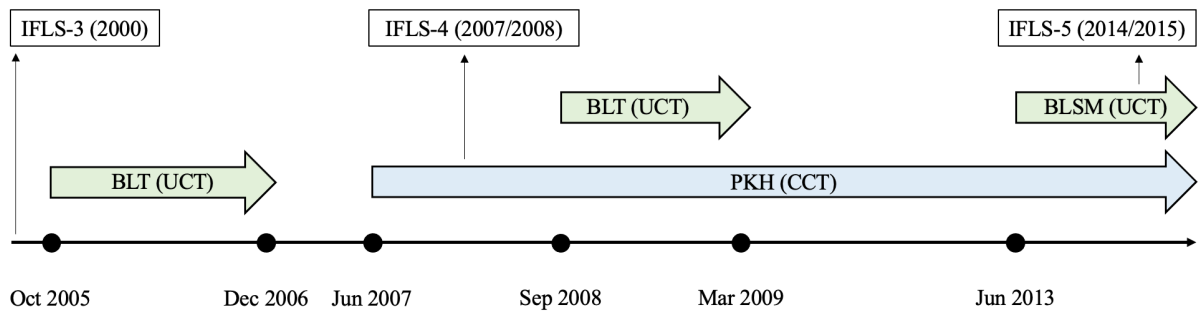 IFLS-3 (2000)
IFLS-4 (2007/2008)
IFLS-5 (2014/2015)
BLT (UCT)
BLSM (UCT)
BLT (UCT)
PKH (CCT)
Oct 2005
Dec 2006
Jun 2007
Sep 2008
Mar 2009
Jun 2013